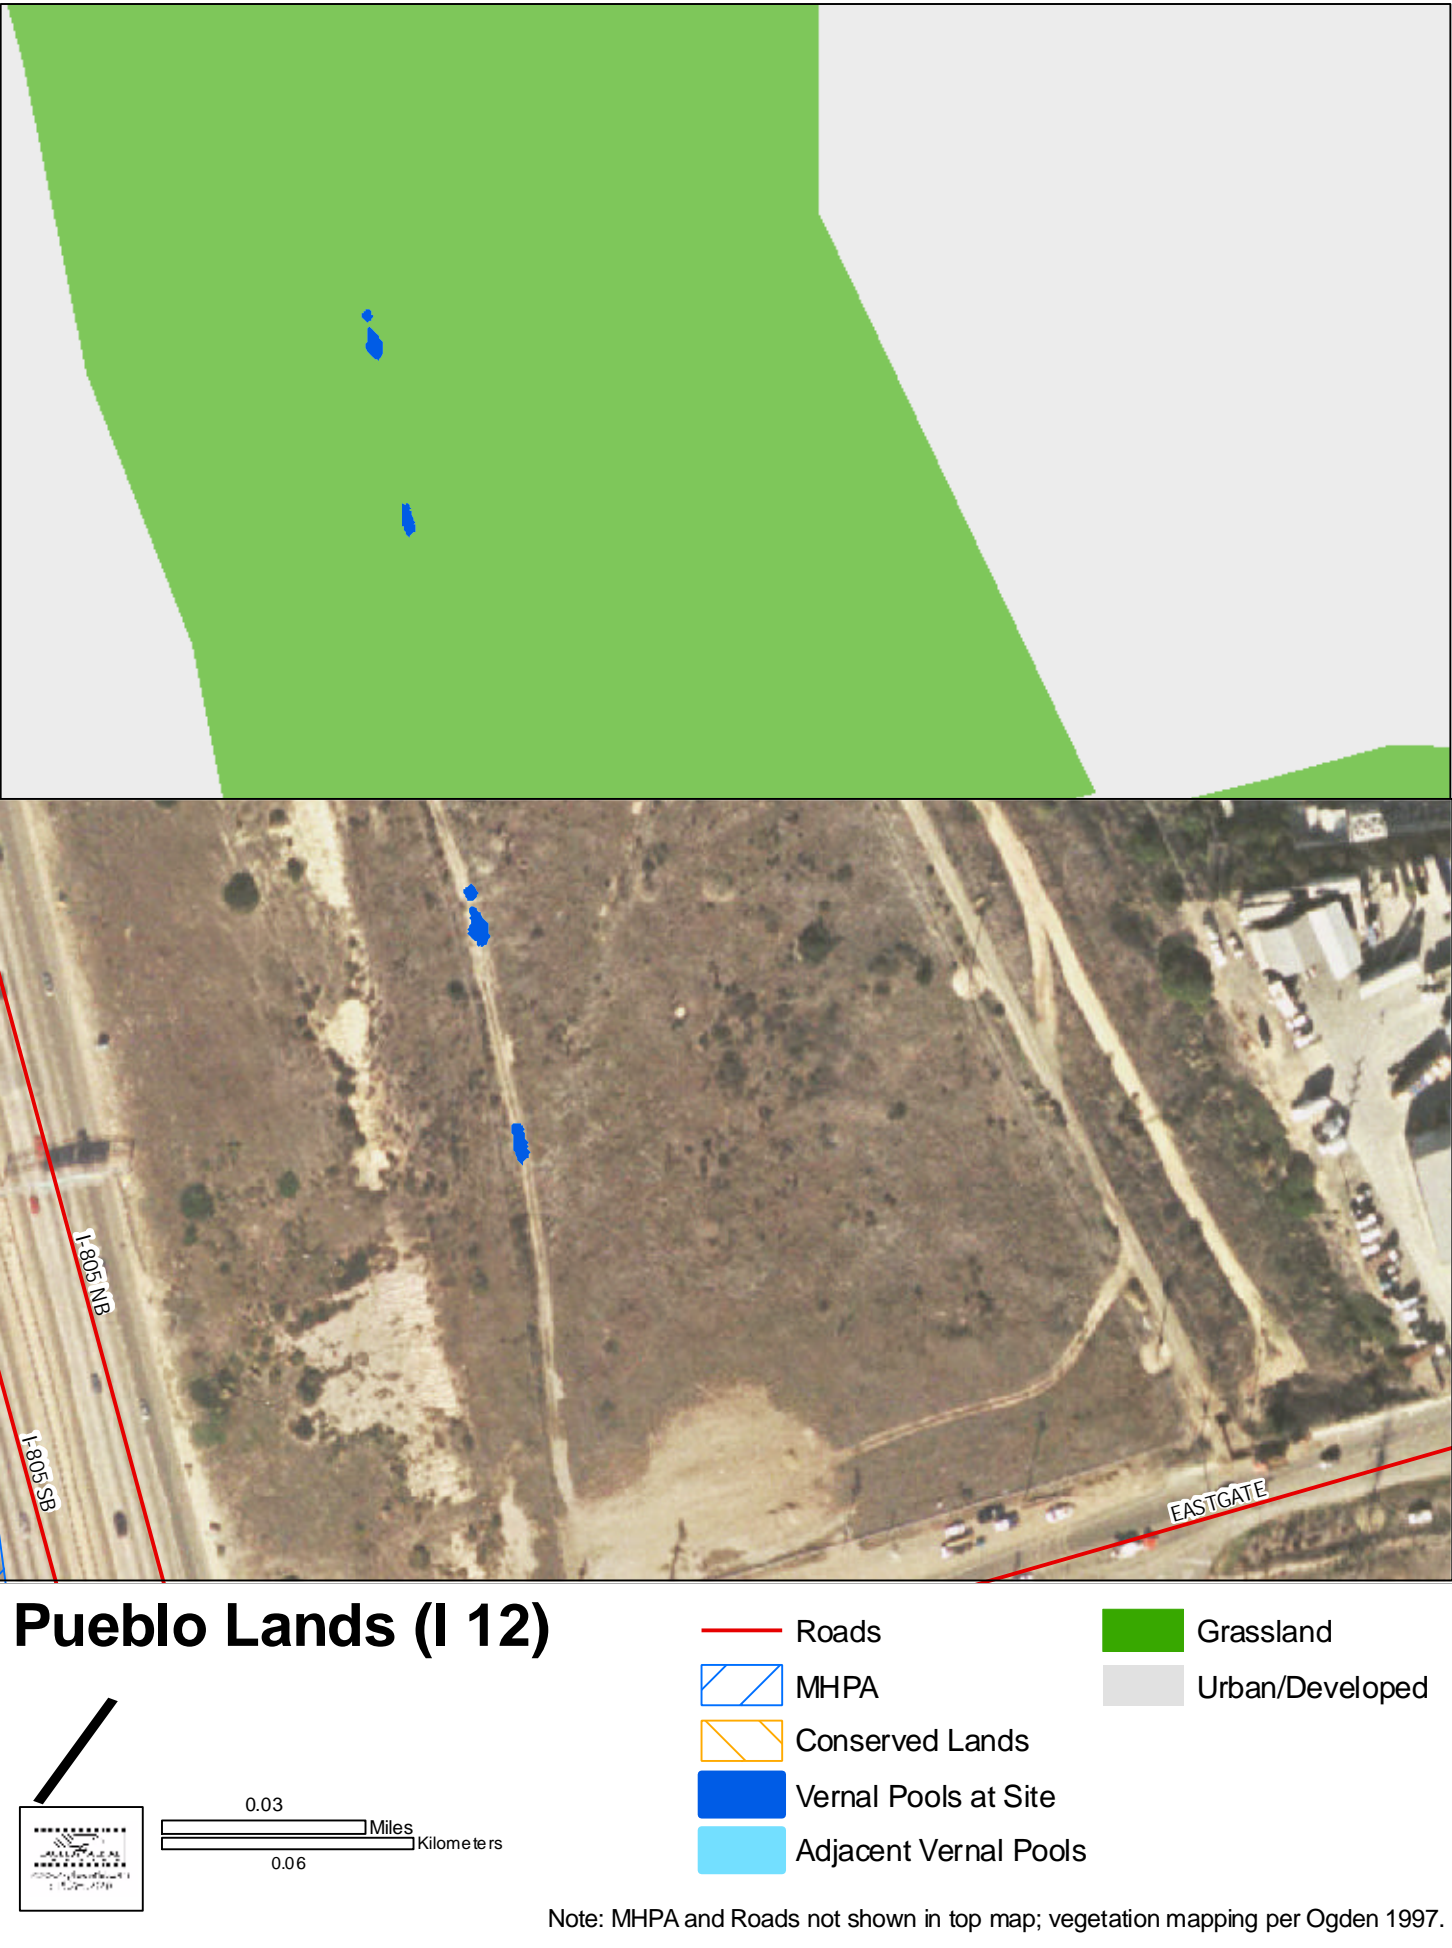 I-805 NB
I-805 SB
EASTGATE
Pueblo Lands (I 12)
0.03
Miles
Kilometers
0.06
Roads
MHPA
Conserved Lands
Vernal Pools at Site
Adjacent Vernal Pools
Grassland
Urban/Developed
Note: MHPA and Roads not shown in top map; vegetation mapping per Ogden 1997.